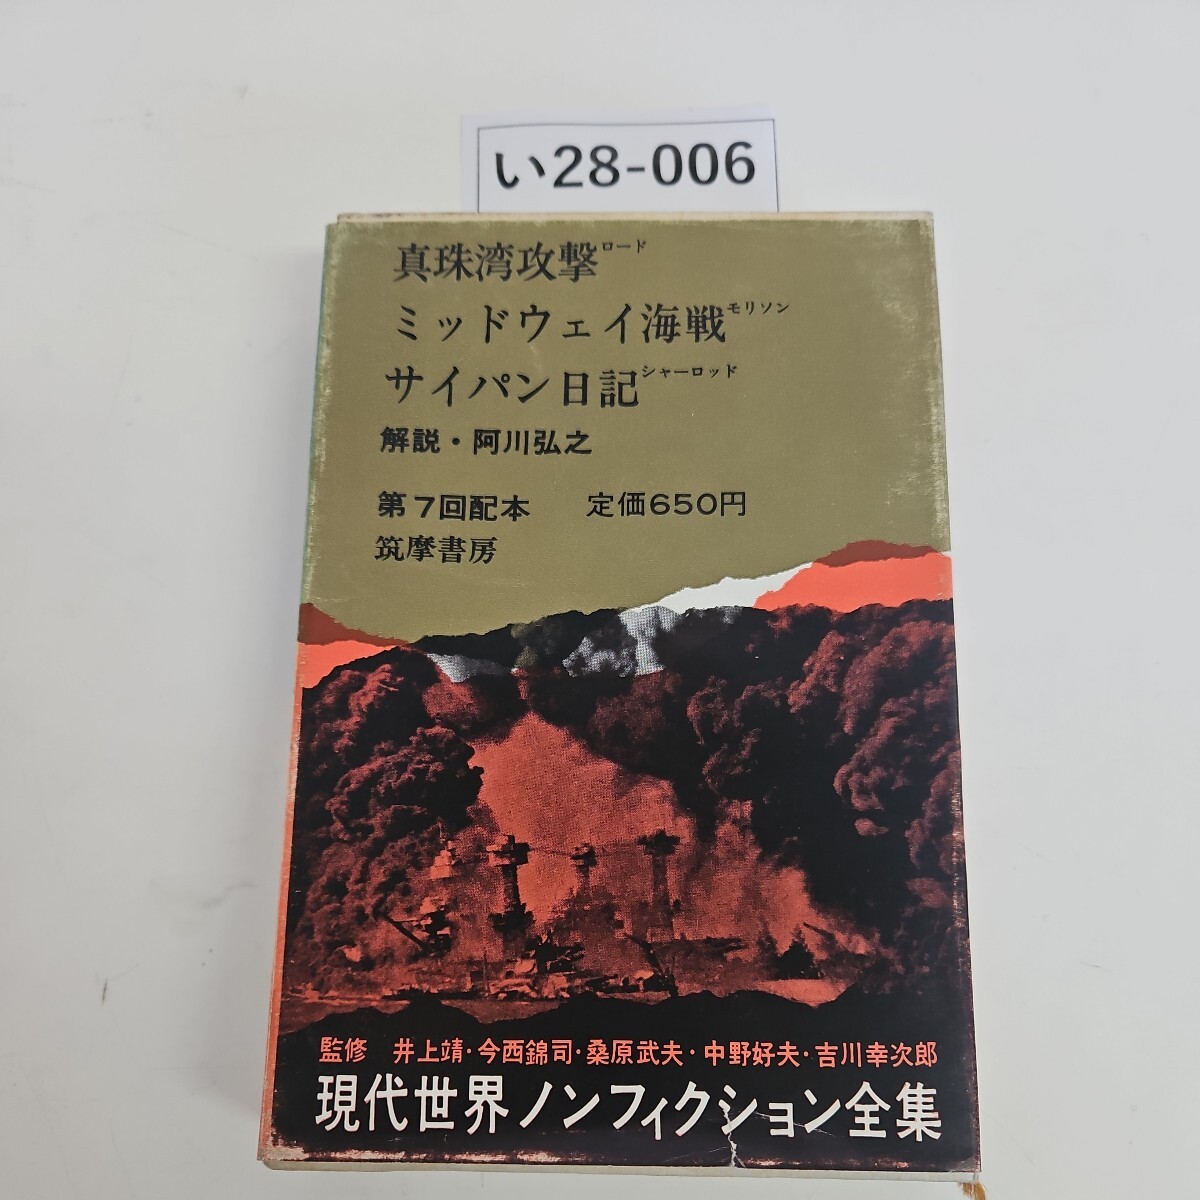 い28-006
真珠湾攻撃ロード
ミッドウェイ海戦モリソン
サイパン日記シャーロッド
解説・阿川弘之
第7回配本 定価650円
筑摩書房
監修 井上靖・今西錦司・桑原武夫・中野好夫・吉川幸次郎
現代世界ノンフィクション全集